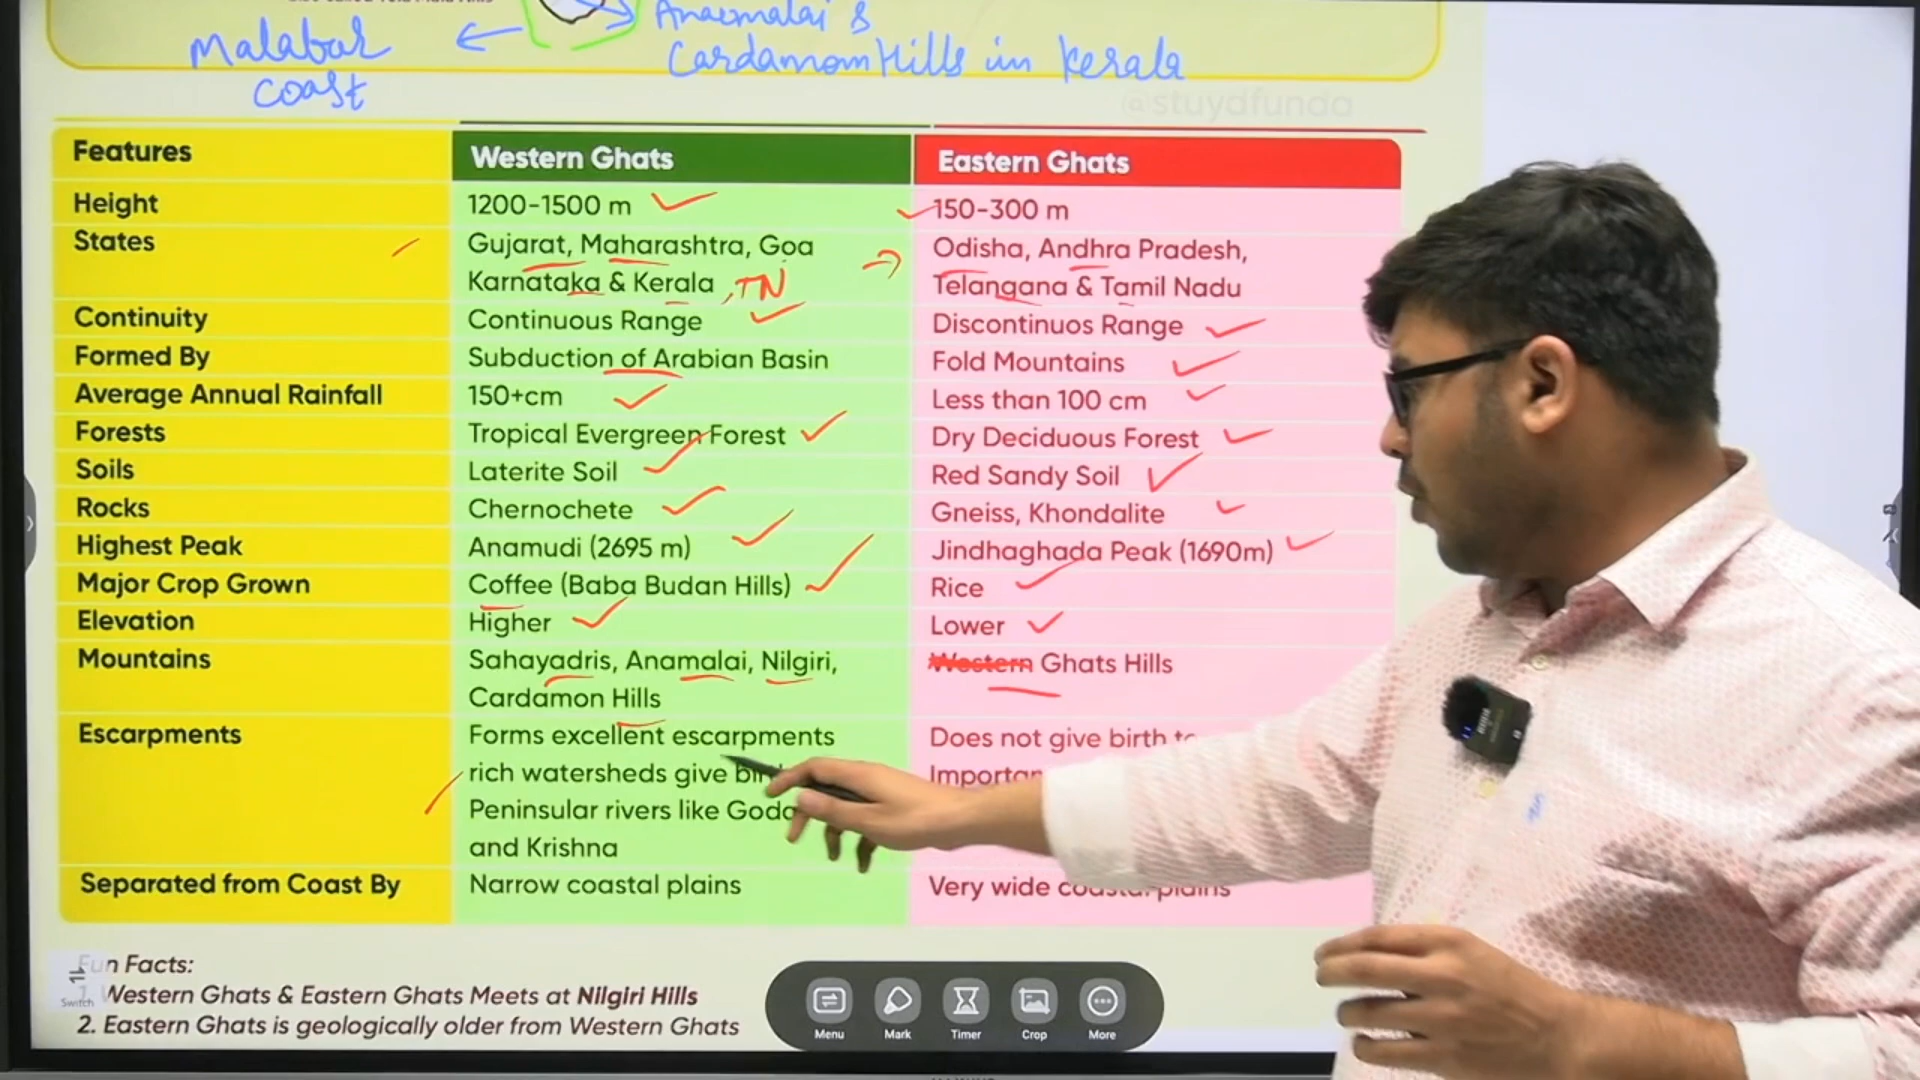 Malabar
coast
Anaemalai &
Cardamom Hills in Kerala
@stuydfunda
Features Western Ghats Eastern Ghats
Height 1200-1500 m 150-300 m
States Gujarat, Maharashtra, Goa Odisha, Andhra Pradesh,
Karnataka & Kerala , TN Telangana & Tamil Nadu
Continuity Continuous Range Discontinuos Range
Formed By Subduction of Arabian Basin Fold Mountains
Average Annual Rainfall 150+cm Less than 100 cm
Forests Tropical Evergreen Forest Dry Deciduous Forest
Soils Laterite Soil Red Sandy Soil
Rocks Chernochete Gneiss, Khondalite
Highest Peak Anamudi (2695 m) Jindhaghada Peak (1690m)
Major Crop Grown Coffee (Baba Budan Hills) Rice
Elevation Higher Lower
Mountains Sahayadris, Anamalai, Nilgiri, Western Ghats Hills
Cardamon Hills
Escarpments Forms excellent escarpments Does not give birth
rich watersheds give
Peninsular rivers like
and Krishna
Separated from Coast By Narrow coastal plains Very wide coastal plains
Fun Facts:
Western Ghats & Eastern Ghats Meets at Nilgiri Hills
2. Eastern Ghats is geologically older from Western Ghats
Switch
Menu Mark Timer Crop More